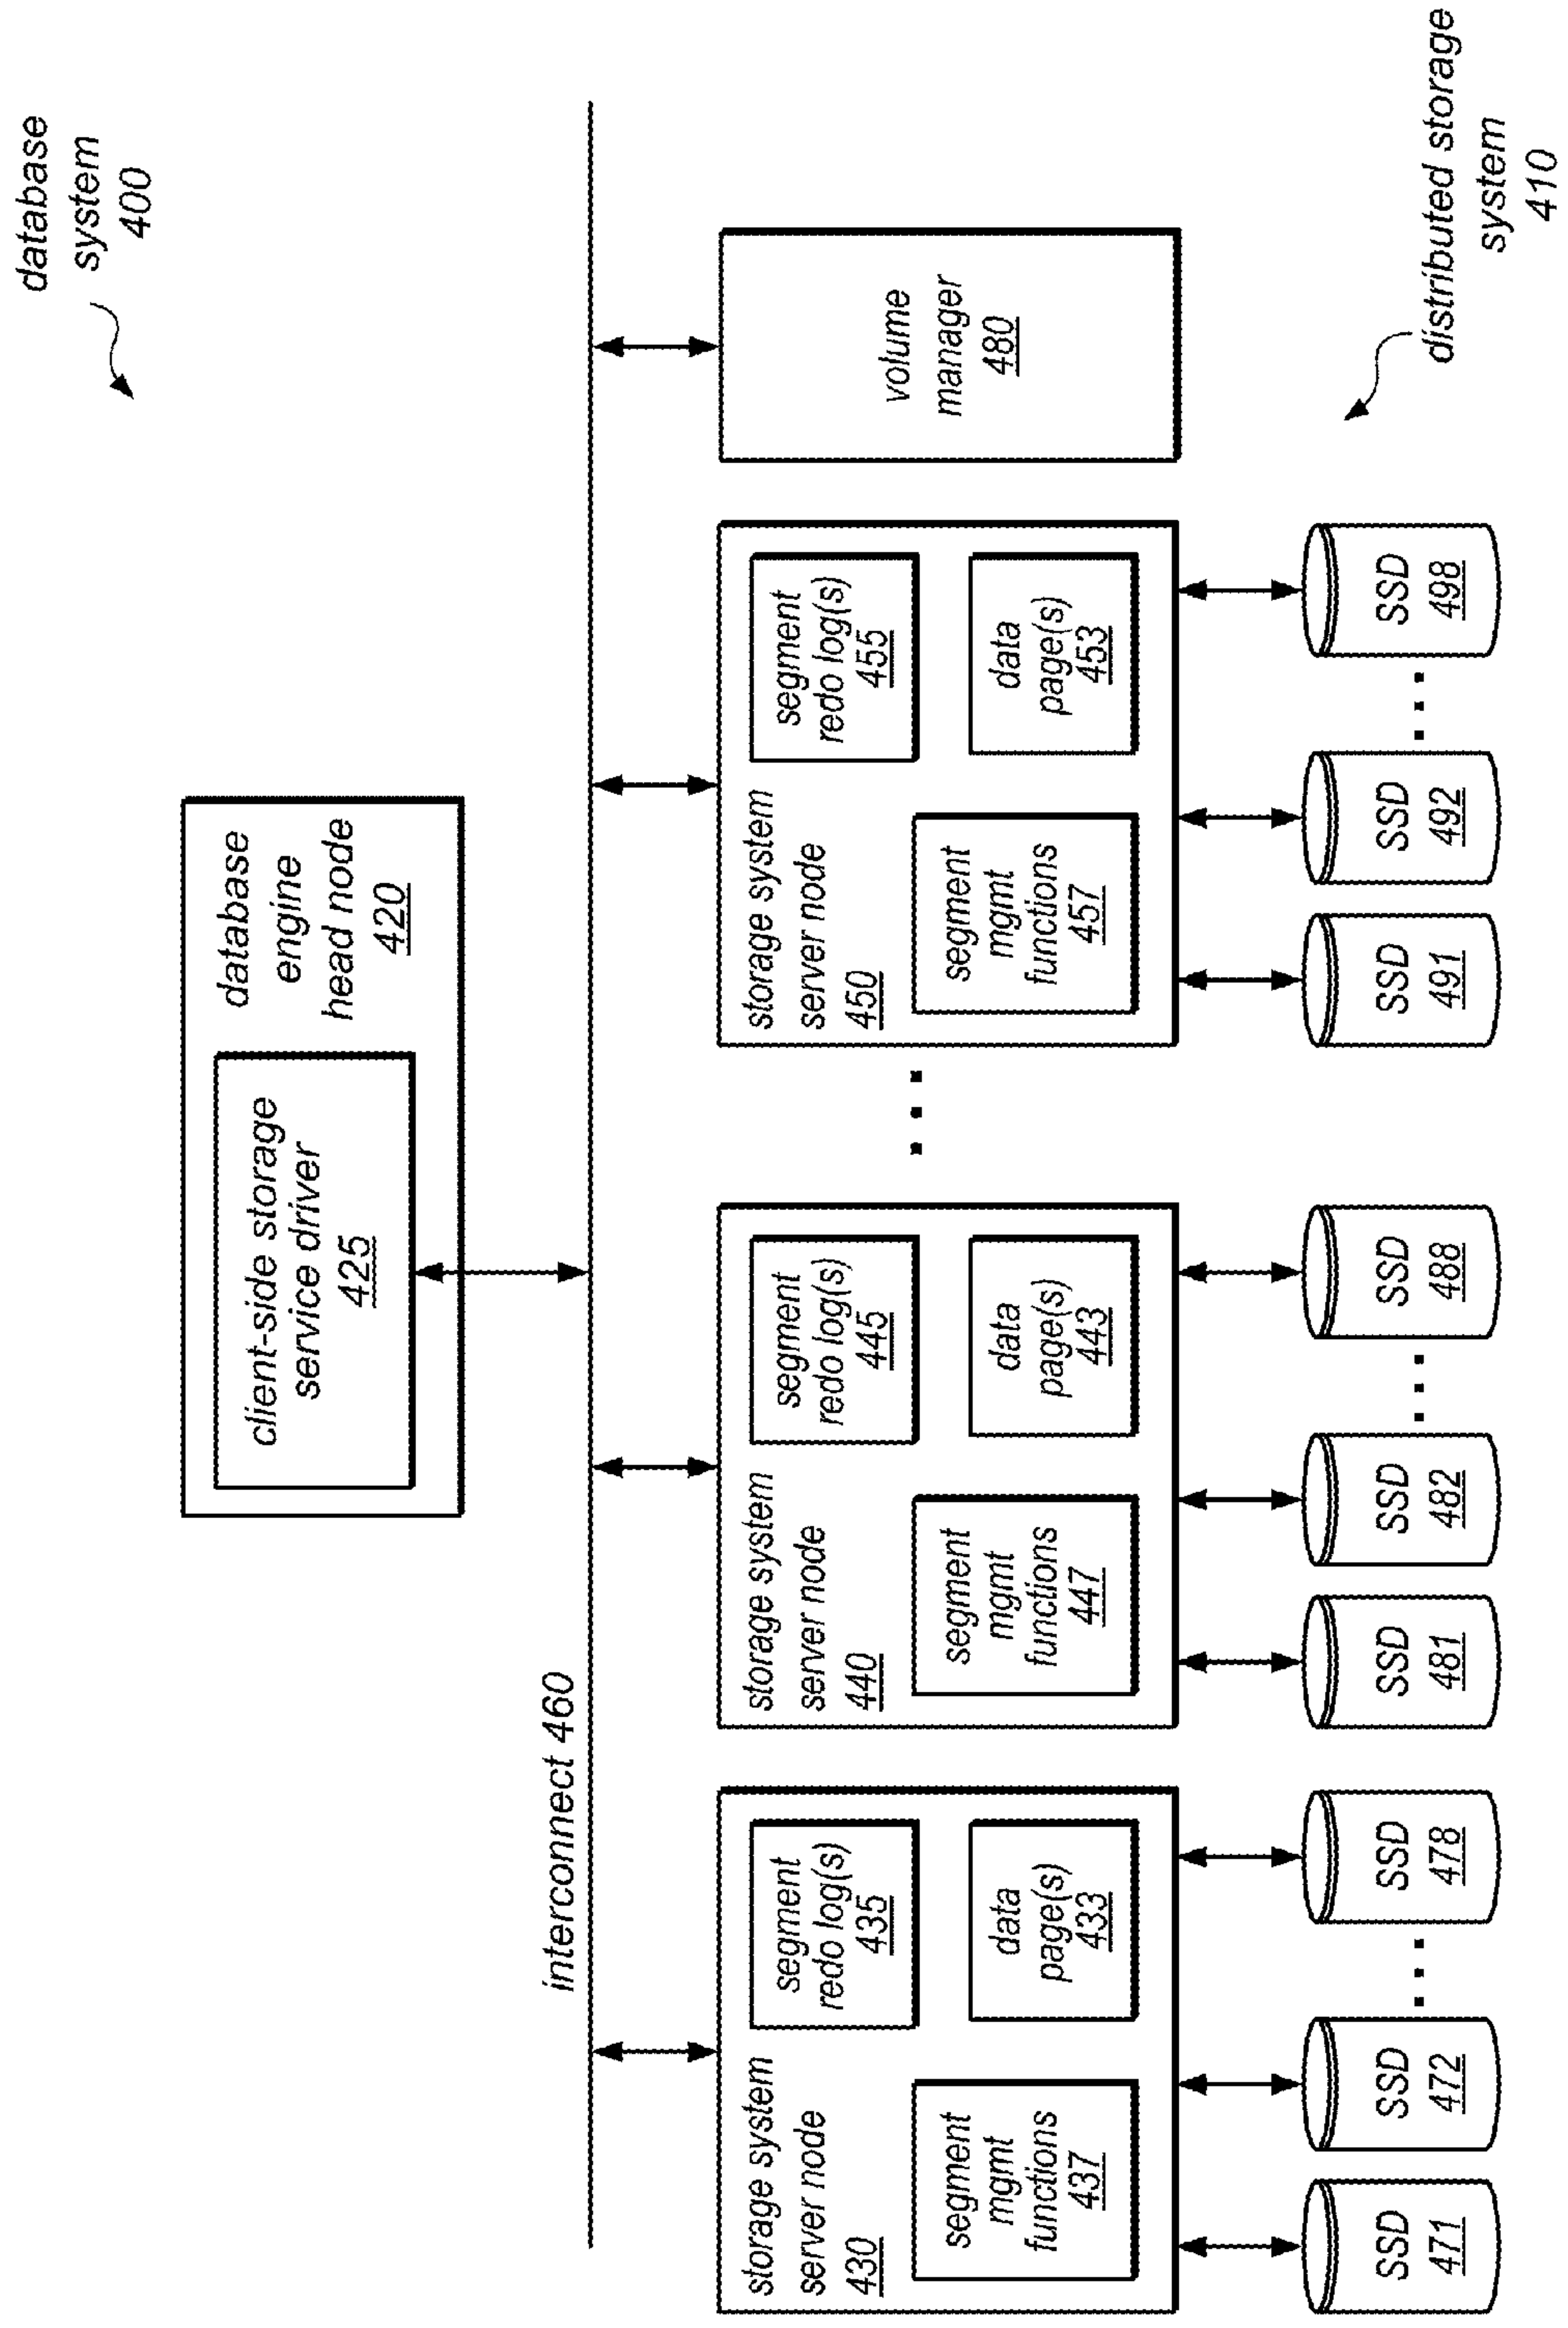 database
system
400
database
engine
head node
420
client-side storage
service driver
425
interconnect 460
storage system
server node
430
segment
redo log(s)
435
segment
mgmt
functions
437
data
page(s)
433
storage system
server node
440
segment
redo log(s)
445
segment
mgmt
functions
447
data
page(s)
443
...
storage system
server node
450
segment
redo log(s)
455
segment
mgmt
functions
457
data
page(s)
453
volume
manager
480
SSD
471
SSD
472
...
SSD
478
SSD
481
SSD
482
...
SSD
488
SSD
491
SSD
492
...
SSD
498
distributed storage
system
410